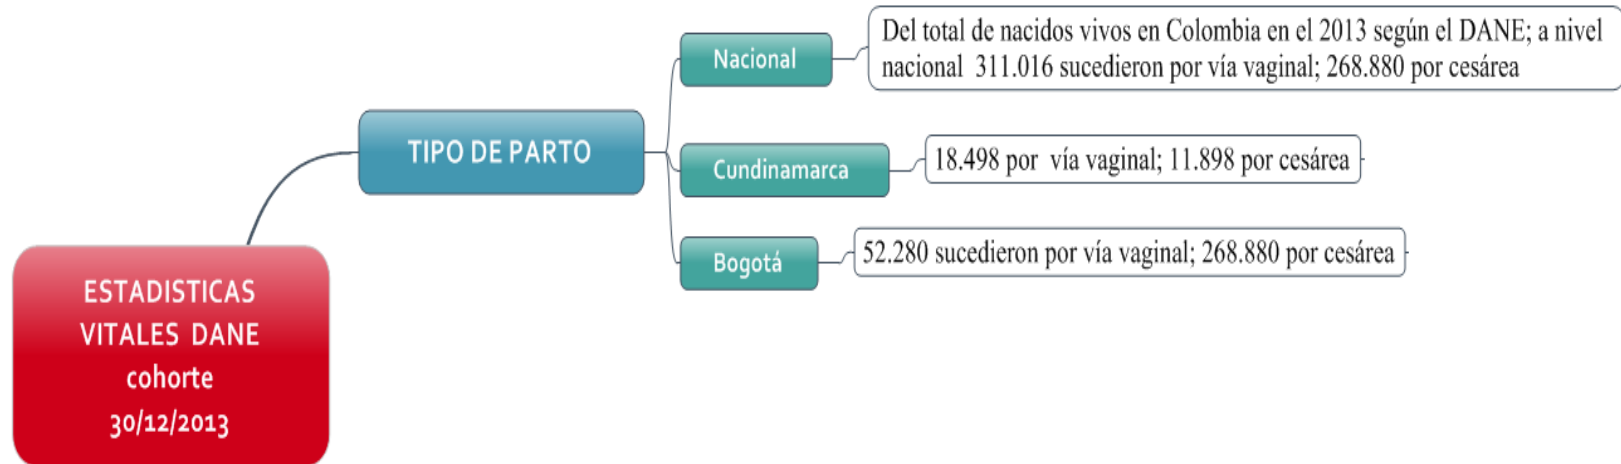 Nacional
Del total de nacidos vivos en Colombia en el 2013 según el DANE; a nivel
nacional 311.016 sucedieron por vía vaginal; 268.880 por cesárea
TIPO DE PARTO
Cundinamarca
18.498 por vía vaginal; 11.898 por cesárea
Bogotá
52.280 sucedieron por vía vaginal; 268.880 por cesárea
ESTADISTICAS
VITALES DANE
cohorte
30/12/2013